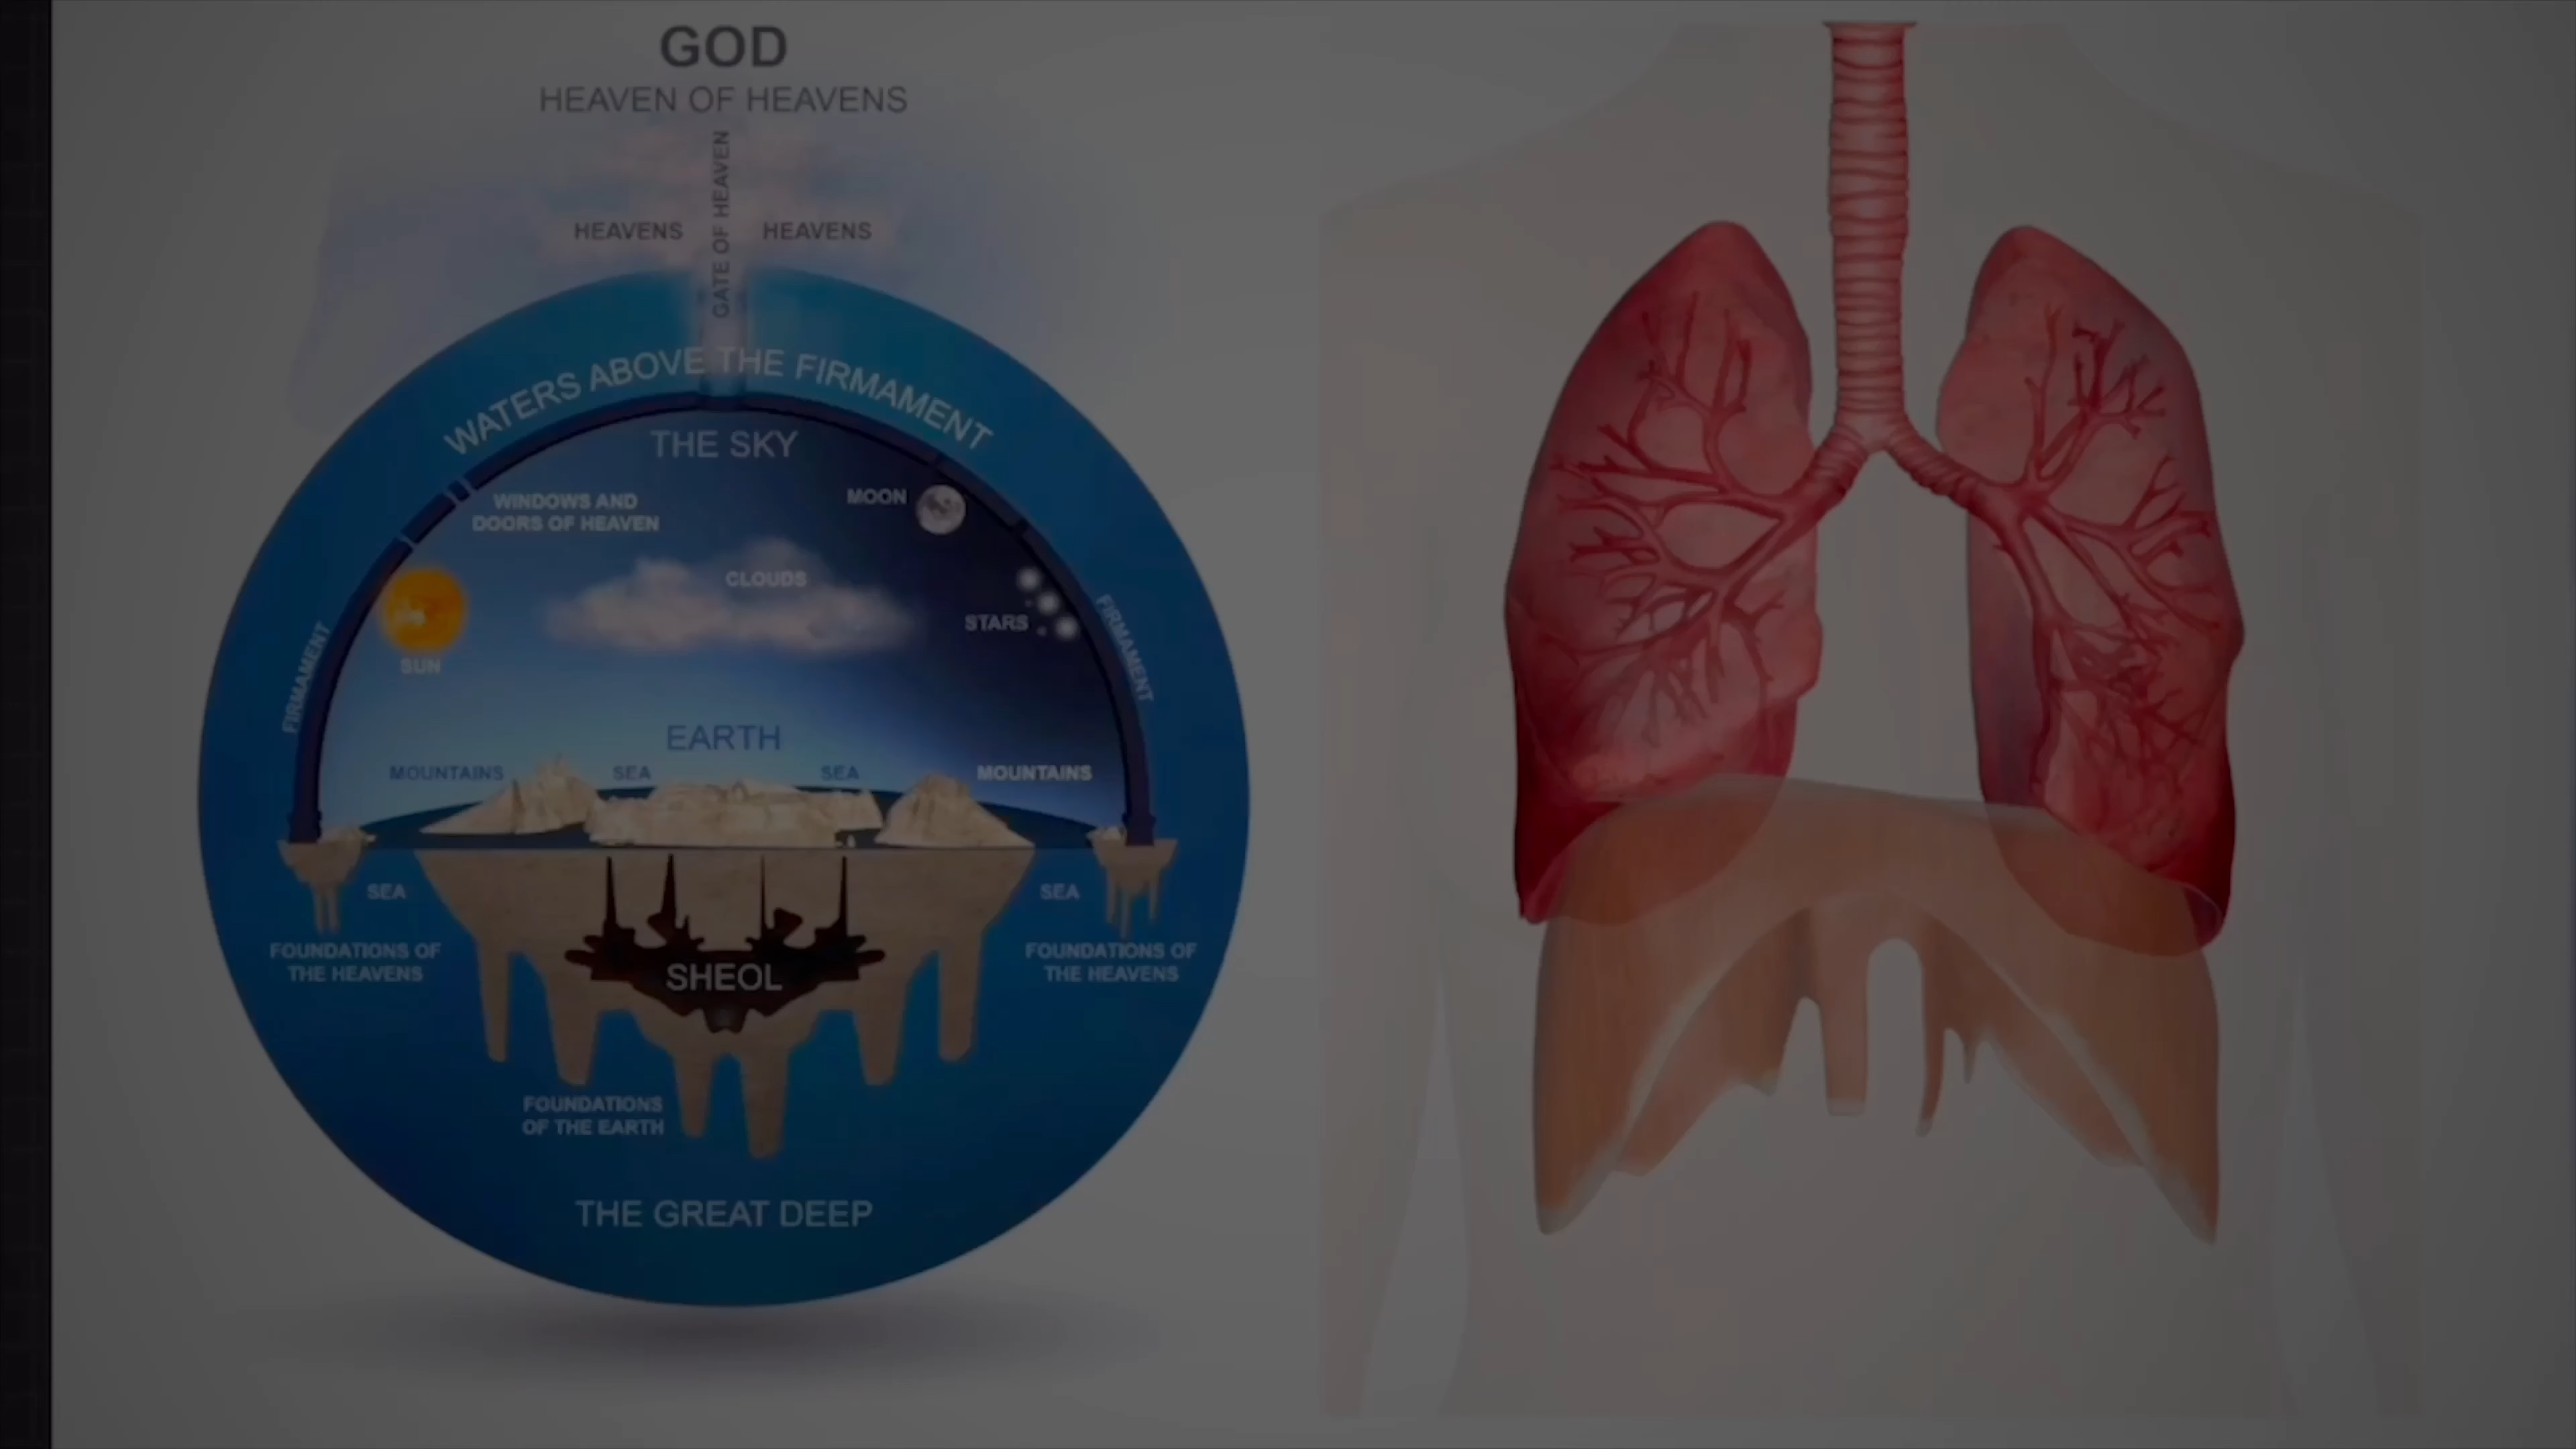 GOD
HEAVEN OF HEAVENS
GATE OF HEAVEN
HEAVENS
HEAVENS
WATERS ABOVE THE FIRMAMENT
THE SKY
WINDOWS AND
DOORS OF HEAVEN
MOON
CLOUDS
STARS
SUN
FIRMAMENT
FIRMAMENT
EARTH
MOUNTAINS
SEA
SEA
MOUNTAINS
SEA
SEA
FOUNDATIONS OF
THE HEAVENS
FOUNDATIONS OF
THE HEAVENS
SHEOL
FOUNDATIONS
OF THE EARTH
THE GREAT DEEP